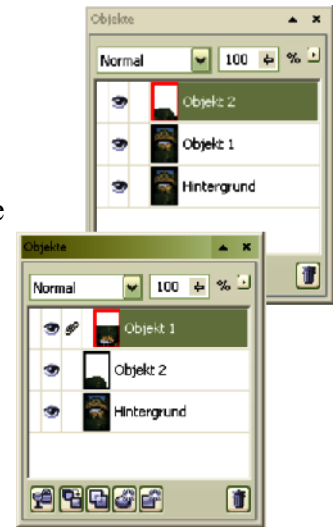 Objekte
Normal 100 %
Objekt 2
Objekt 1
Hintergrund
e
Objekte
Normal 100 %
Objekt 1
Objekt 2
Hintergrund